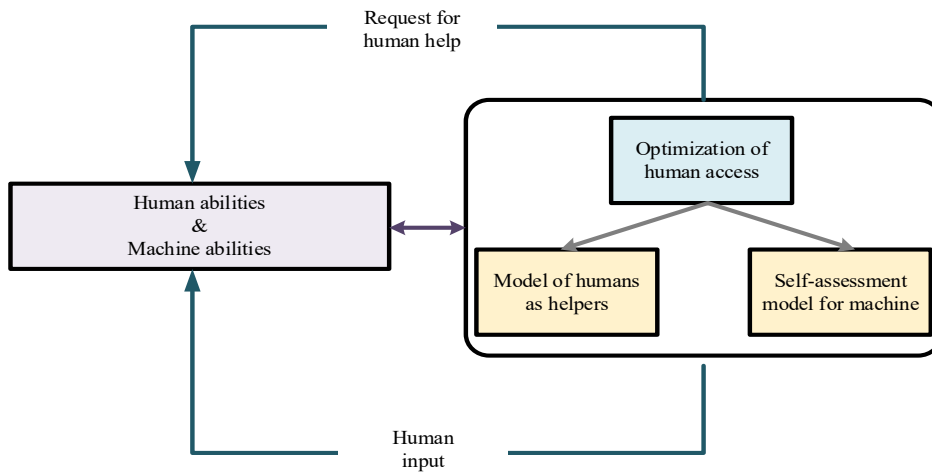 Request for
human help
Optimization of
human access
Human abilities
&
Machine abilities
Model of humans
as helpers
Self-assessment
model for machine
Human
input